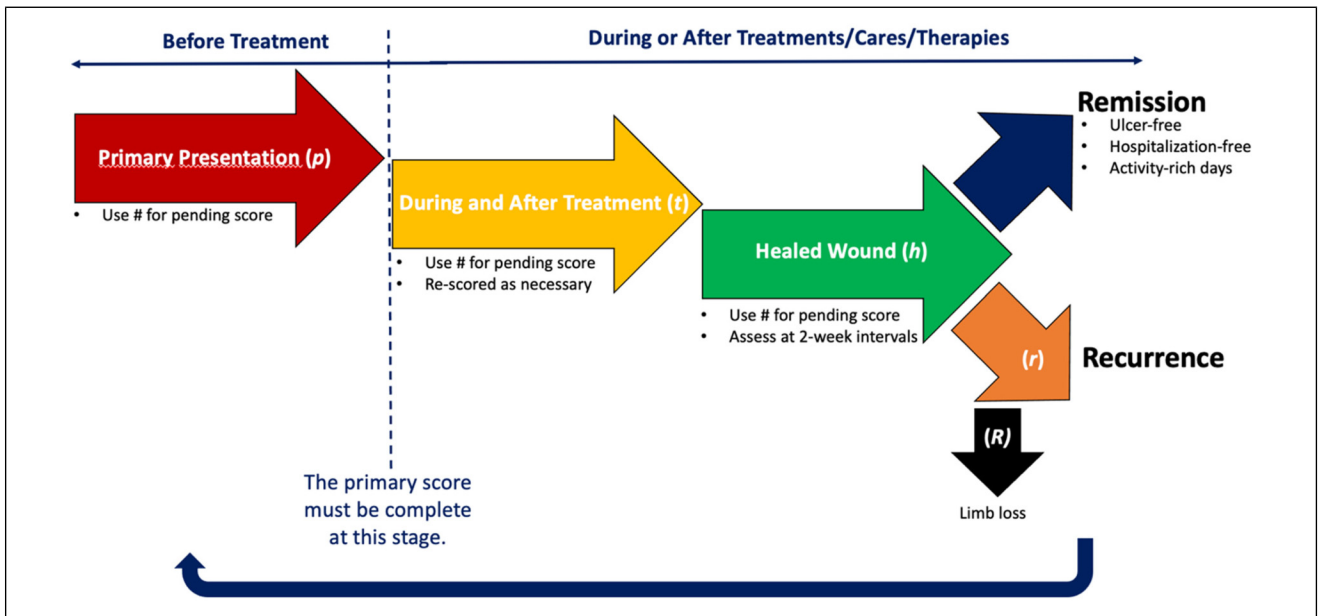 Before Treatment
During or After Treatments/Cares/Therapies
Primary Presentation (p)
• Use # for pending score
During and After Treatment (t)
• Use # for pending score
• Re-scored as necessary
Healed Wound (h)
• Use # for pending score
• Assess at 2-week intervals
Remission
• Ulcer-free
• Hospitalization-free
• Activity-rich days
(r)
Recurrence
(R)
Limb loss
The primary score
must be complete
at this stage.